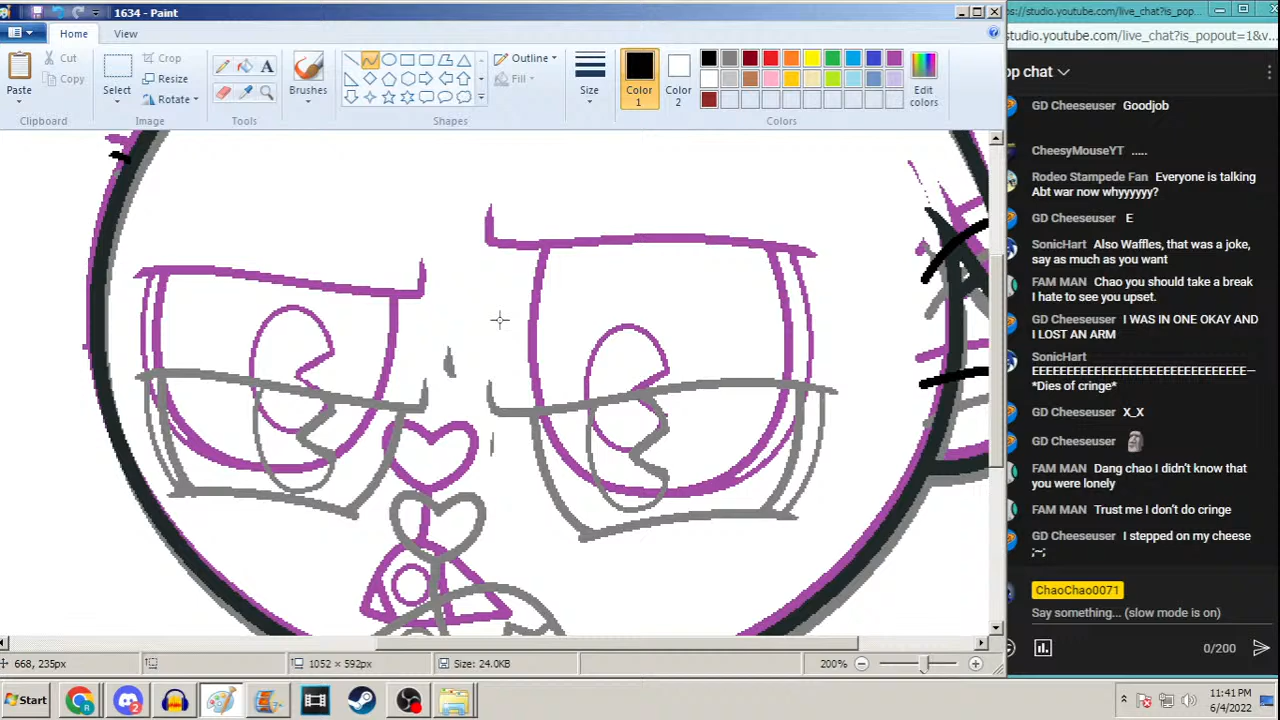 1634 - Paint
Home
View
Paste
Cut
Copy
Clipboard
Select
Crop
Resize
Rotate
Image
Tools
Brushes
Outline
Fill
Shapes
Size
Color
1
Color
2
Edit
colors
Colors
668, 235px
1052 × 592px
Size: 24.0KB
200%
Start
2
11:41 PM
6/4/2022
ps://studio.youtube.com/live_chat?is_pop...
os://studio.youtube.com/live_chat?is_popout=1&v...
op chat
GD Cheeseuser Goodjob
CheesyMouseYT .....
Rodeo Stampede Fan Everyone is talking
Abt war now whyyyyy?
GD Cheeseuser E
SonicHart Also Waffles, that was a joke,
say as much as you want
FAM MAN Chao you should take a break
I hate to see you upset.
GD Cheeseuser I WAS IN ONE OKAY AND
I LOST AN ARM
SonicHart
EEEEEEEEEEEEEEEEEEEEEEEEEEEEEE—
*Dies of cringe*
GD Cheeseuser X_X
GD Cheeseuser
FAM MAN Dang chao I didn't know that
you were lonely
FAM MAN Trust me I don't do cringe
GD Cheeseuser I stepped on my cheese
;~;
ChaoChao0071
Say something... (slow mode is on)
0/200